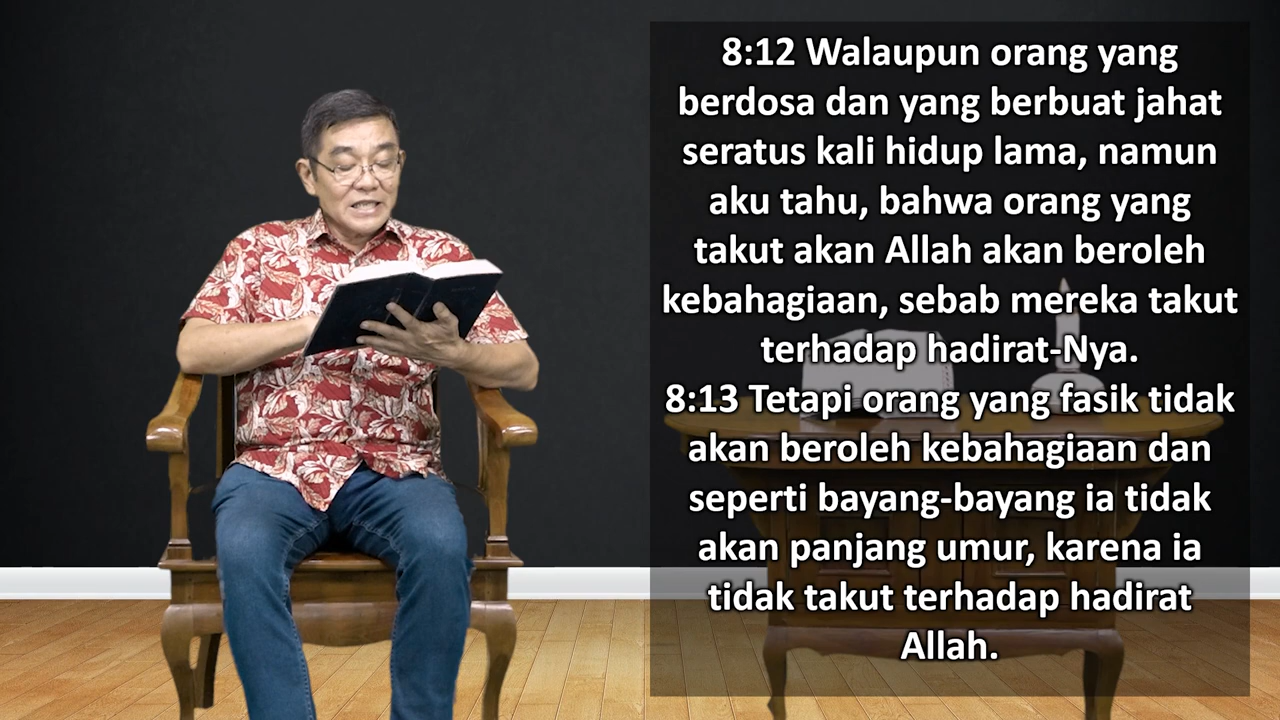 8:12 Walaupun orang yang
berdosa dan yang berbuat jahat
seratus kali hidup lama, namun
aku tahu, bahwa orang yang
takut akan Allah akan beroleh
kebahagiaan, sebab mereka takut
terhadap hadirat-Nya.
8:13 Tetapi orang yang fasik tidak
akan beroleh kebahagiaan dan
seperti bayang-bayang ia tidak
akan panjang umur, karena ia
tidak takut terhadap hadirat
Allah.